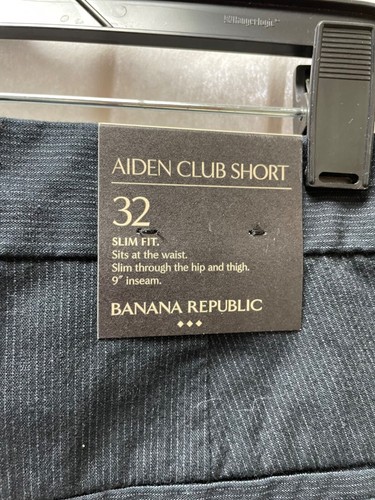 AIDEN CLUB SHORT
32
SLIM FIT.
Sits at the waist.
Slim through the hip and thigh.
9" inseam.
BANANA REPUBLIC